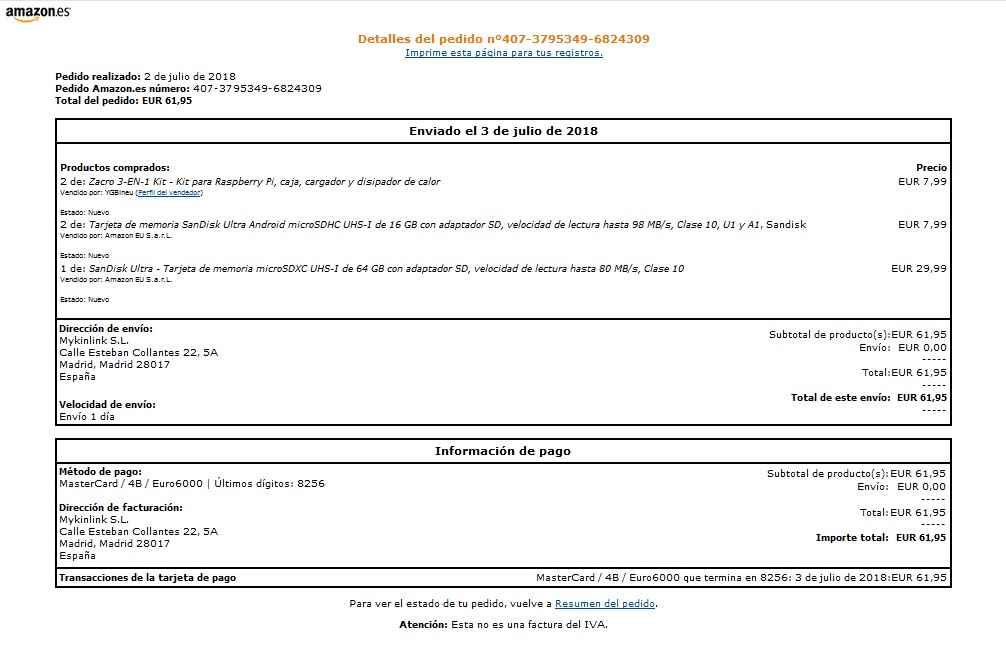 amazon.es
Detalles del pedido nº407-3795349-6824309
Imprime esta página para tus registros.
Pedido realizado: 2 de julio de 2018
Pedido Amazon.es número: 407-3795349-6824309
Total del pedido: EUR 61,95
Enviado el 3 de julio de 2018
Productos comprados: Precio
2 de: Zacro 3-EN-1 Kit - Kit para Raspberry Pi, caja, cargador y disipador de calor EUR 7,99
Vendido por: YGBIneu (Perfil del vendedor)
Estado: Nuevo
2 de: Tarjeta de memoria SanDisk Ultra Android microSDHC UHS-I de 16 GB con adaptador SD, velocidad de lectura hasta 98 MB/s, Clase 10, U1 y A1, Sandisk EUR 7,99
Vendido por: Amazon EU S.a.r.L.
Estado: Nuevo
1 de: SanDisk Ultra - Tarjeta de memoria microSDXC UHS-I de 64 GB con adaptador SD, velocidad de lectura hasta 80 MB/s, Clase 10 EUR 29,99
Vendido por: Amazon EU S.a.r.L.
Estado: Nuevo
Dirección de envío:
Mykinlink S.L.
Calle Esteban Collantes 22, 5A
Madrid, Madrid 28017
España
Velocidad de envío:
Envío 1 día
Subtotal de producto(s): EUR 61,95
Envío: EUR 0,00
-----
Total: EUR 61,95
-----
Total de este envío: EUR 61,95
-----
Información de pago
Método de pago:
MasterCard / 4B / Euro6000 | Últimos dígitos: 8256
Dirección de facturación:
Mykinlink S.L.
Calle Esteban Collantes 22, 5A
Madrid, Madrid 28017
España
Subtotal de producto(s): EUR 61,95
Envío: EUR 0,00
-----
Total: EUR 61,95
-----
Importe total: EUR 61,95
Transacciones de la tarjeta de pago MasterCard / 4B / Euro6000 que termina en 8256: 3 de julio de 2018: EUR 61,95
Para ver el estado de tu pedido, vuelve a Resumen del pedido.
Atención: Esta no es una factura del IVA.